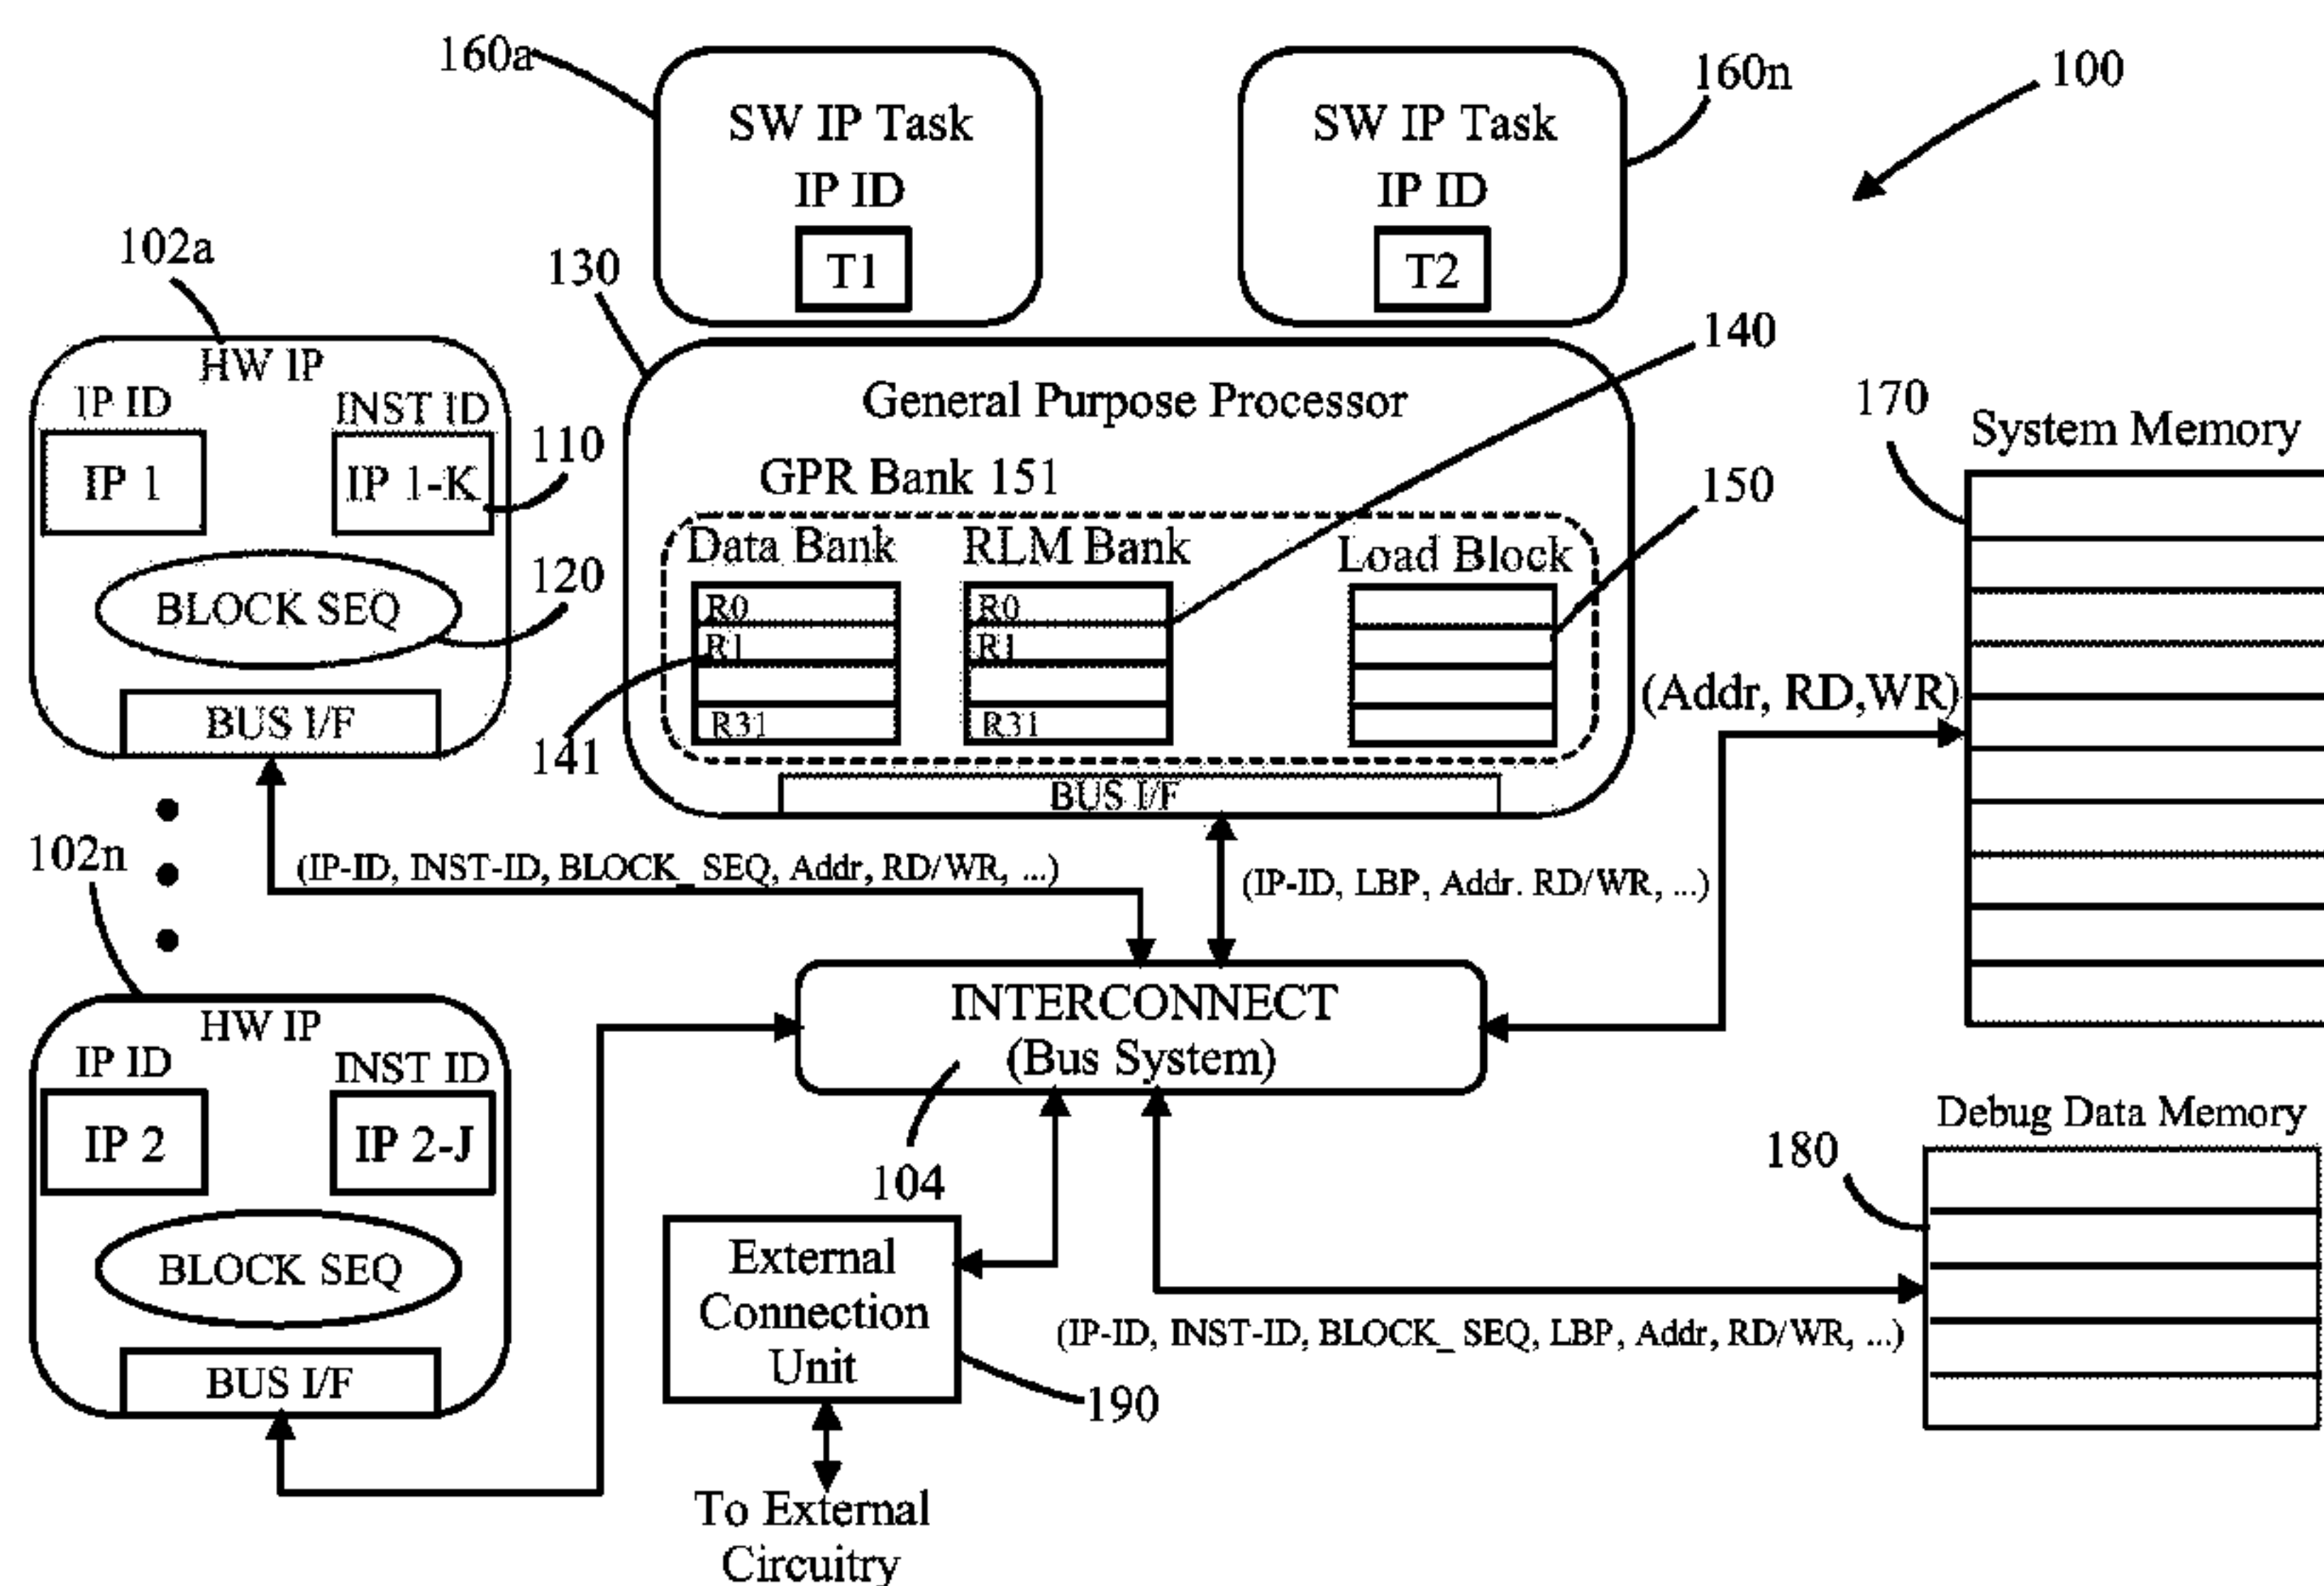 160a
SW IP Task
IP ID
T1
SW IP Task
IP ID
T2
160n
100
102a
HW IP
IP ID
INST ID
IP 1
IP 1-K
110
BLOCK SEQ
120
BUS I/F
130
General Purpose Processor
140
GPR Bank 151
150
Data Bank
RLM Bank
Load Block
R0
R1
R31
R0
R1
R31
141
BUS I/F
170
System Memory
(Addr, RD,WR)
102n
(IP-ID, INST-ID, BLOCK_ SEQ, Addr, RD/WR, ...)
(IP-ID, LBP, Addr. RD/WR, ...)
HW IP
IP ID
INST ID
IP 2
IP 2-J
BLOCK SEQ
BUS I/F
INTERCONNECT
(Bus System)
104
External
Connection
Unit
190
To External
Circuitry
Debug Data Memory
180
(IP-ID, INST-ID, BLOCK_ SEQ, LBP, Addr, RD/WR, ...)